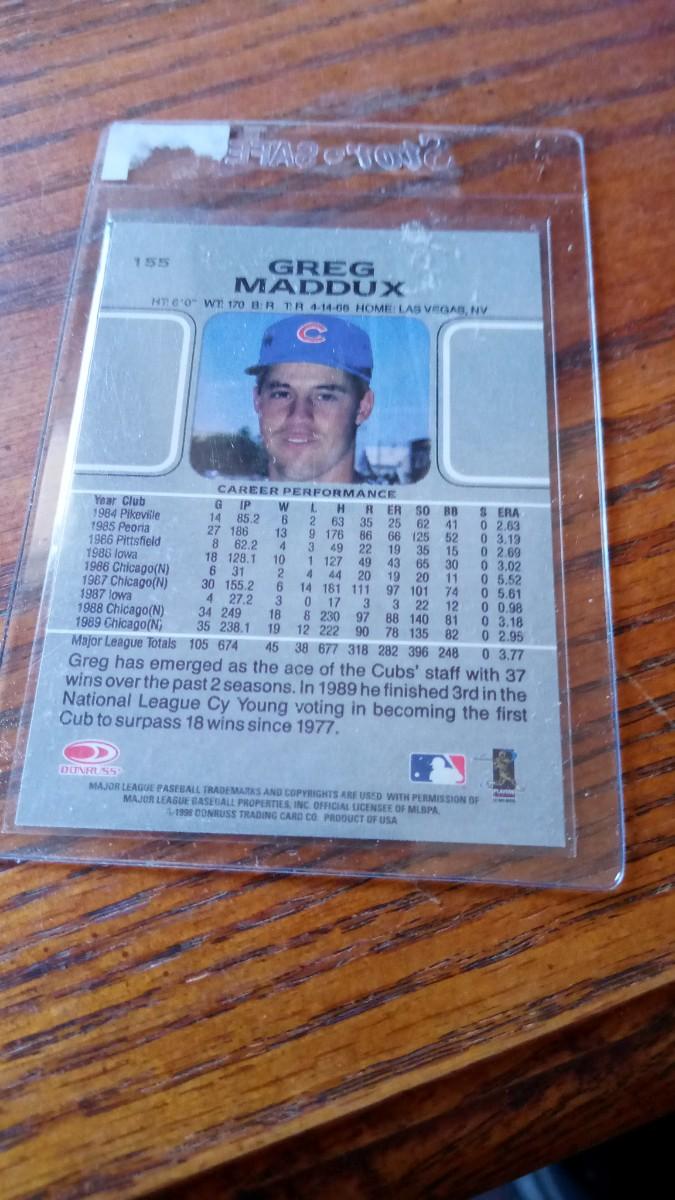 Stor•SAFE
155
GREG
MADDUX
HT: 6'0" WT: 170 B: R T: R 4-14-66 HOME: LAS VEGAS, NV
C
CAREER PERFORMANCE
Year Club G IP W L H R ER SO BB S ERA
1984 Pikeville 14 85.2 6 2 63 35 25 62 41 0 2.63
1985 Peoria 27 186 13 9 176 86 66 125 52 0 3.19
1986 Pittsfield 8 62.2 4 3 49 22 19 35 15 0 2.69
1986 Iowa 18 128.1 10 1 127 49 43 65 30 0 3.02
1986 Chicago(N) 6 31 2 4 44 20 19 20 11 0 5.52
1987 Chicago(N) 30 155.2 6 14 181 111 97 101 74 0 5.61
1987 Iowa 4 27.2 3 0 17 3 3 22 12 0 0.98
1988 Chicago(N) 34 249 18 8 230 97 88 140 81 0 3.18
1989 Chicago(N) 35 238.1 19 12 222 90 78 135 82 0 2.95
Major League Totals 105 674 45 38 677 318 282 396 248 0 3.77
Greg has emerged as the ace of the Cubs' staff with 37
wins over the past 2 seasons. In 1989 he finished 3rd in the
National League Cy Young voting in becoming the first
Cub to surpass 18 wins since 1977.
DONRUSS
MAJOR LEAGUE BASEBALL TRADEMARKS AND COPYRIGHTS ARE USED WITH PERMISSION OF
MAJOR LEAGUE BASEBALL PROPERTIES, INC. OFFICIAL LICENSEE OF MLBPA.
©1998 DONRUSS TRADING CARD CO. PRODUCT OF USA